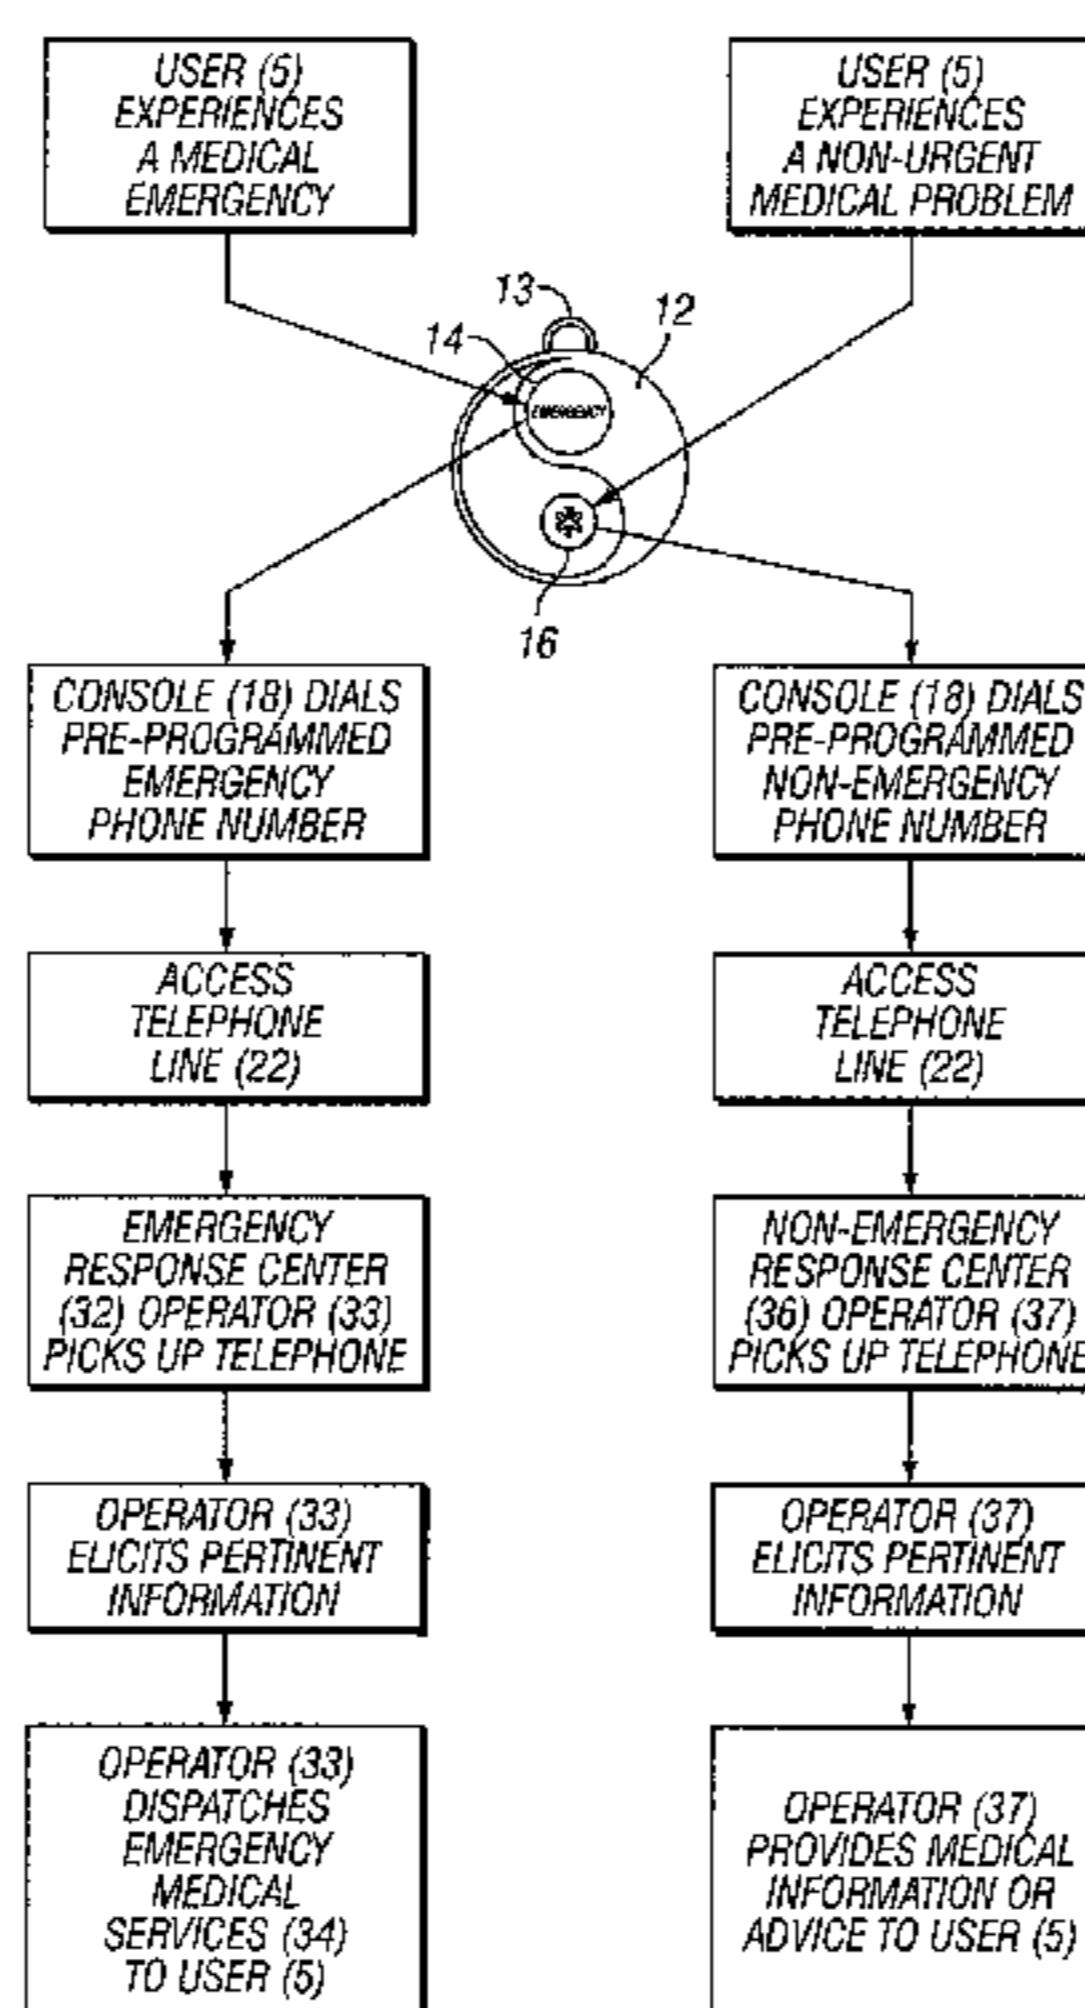 USER (5)
EXPERIENCES
A MEDICAL
EMERGENCY
USER (5)
EXPERIENCES
A NON-URGENT
MEDICAL PROBLEM
13
12
14
EMERGENCY
16
CONSOLE (18) DIALS
PRE-PROGRAMMED
EMERGENCY
PHONE NUMBER
CONSOLE (18) DIALS
PRE-PROGRAMMED
NON-EMERGENCY
PHONE NUMBER
ACCESS
TELEPHONE
LINE (22)
ACCESS
TELEPHONE
LINE (22)
EMERGENCY
RESPONSE CENTER
(32) OPERATOR (33)
PICKS UP TELEPHONE
NON-EMERGENCY
RESPONSE CENTER
(36) OPERATOR (37)
PICKS UP TELEPHONE
OPERATOR (33)
ELICITS PERTINENT
INFORMATION
OPERATOR (37)
ELICITS PERTINENT
INFORMATION
OPERATOR (33)
DISPATCHES
EMERGENCY
MEDICAL
SERVICES (34)
TO USER (5)
OPERATOR (37)
PROVIDES MEDICAL
INFORMATION OR
ADVICE TO USER (5)